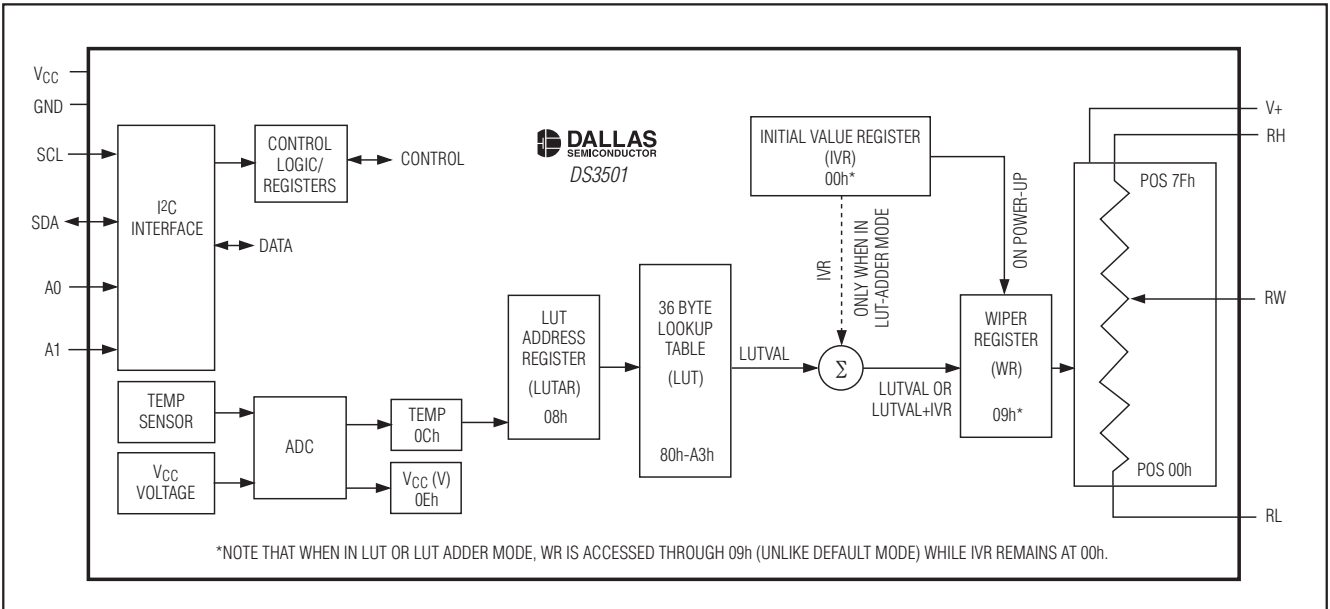 VCC
GND
SCL
SDA
A0
A1
I2C
INTERFACE
CONTROL
LOGIC/
REGISTERS
CONTROL
DATA
DALLAS
SEMICONDUCTOR
DS3501
INITIAL VALUE REGISTER
(IVR)
00h*
IVR
ONLY WHEN IN
LUT-ADDER MODE
ON POWER-UP
TEMP
SENSOR
VCC
VOLTAGE
ADC
TEMP
0Ch
VCC (V)
0Eh
LUT
ADDRESS
REGISTER
(LUTAR)
08h
36 BYTE
LOOKUP
TABLE
(LUT)
80h-A3h
LUTVAL
Σ
LUTVAL OR
LUTVAL+IVR
WIPER
REGISTER
(WR)
09h*
POS 7Fh
POS 00h
V+
RH
RW
RL
*NOTE THAT WHEN IN LUT OR LUT ADDER MODE, WR IS ACCESSED THROUGH 09h (UNLIKE DEFAULT MODE) WHILE IVR REMAINS AT 00h.